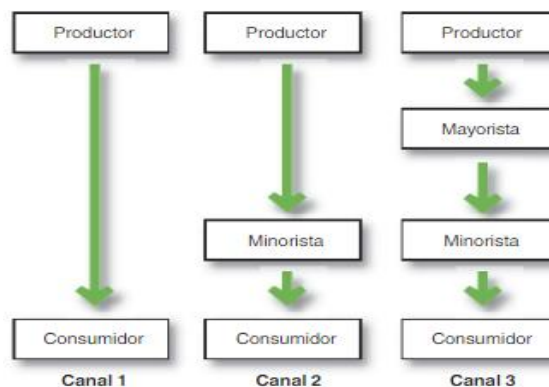 Productor Productor Productor
Mayorista
Minorista Minorista
Consumidor Consumidor Consumidor
Canal 1 Canal 2 Canal 3